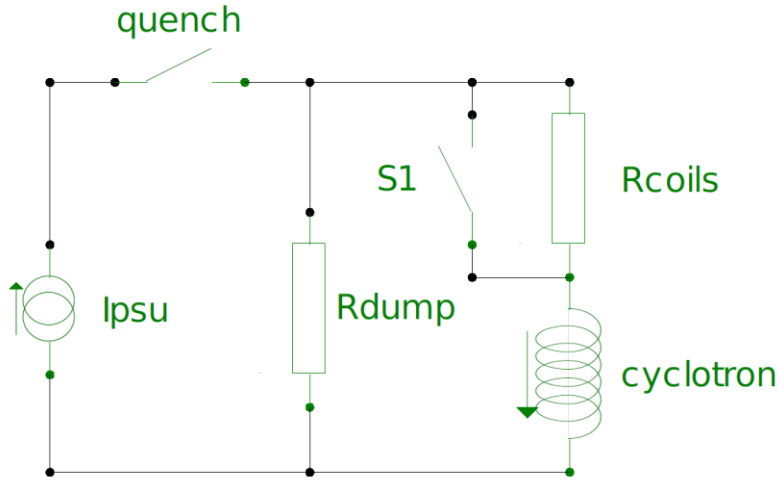 quench
S1
Rcoils
Ipsu
Rdump
cyclotron